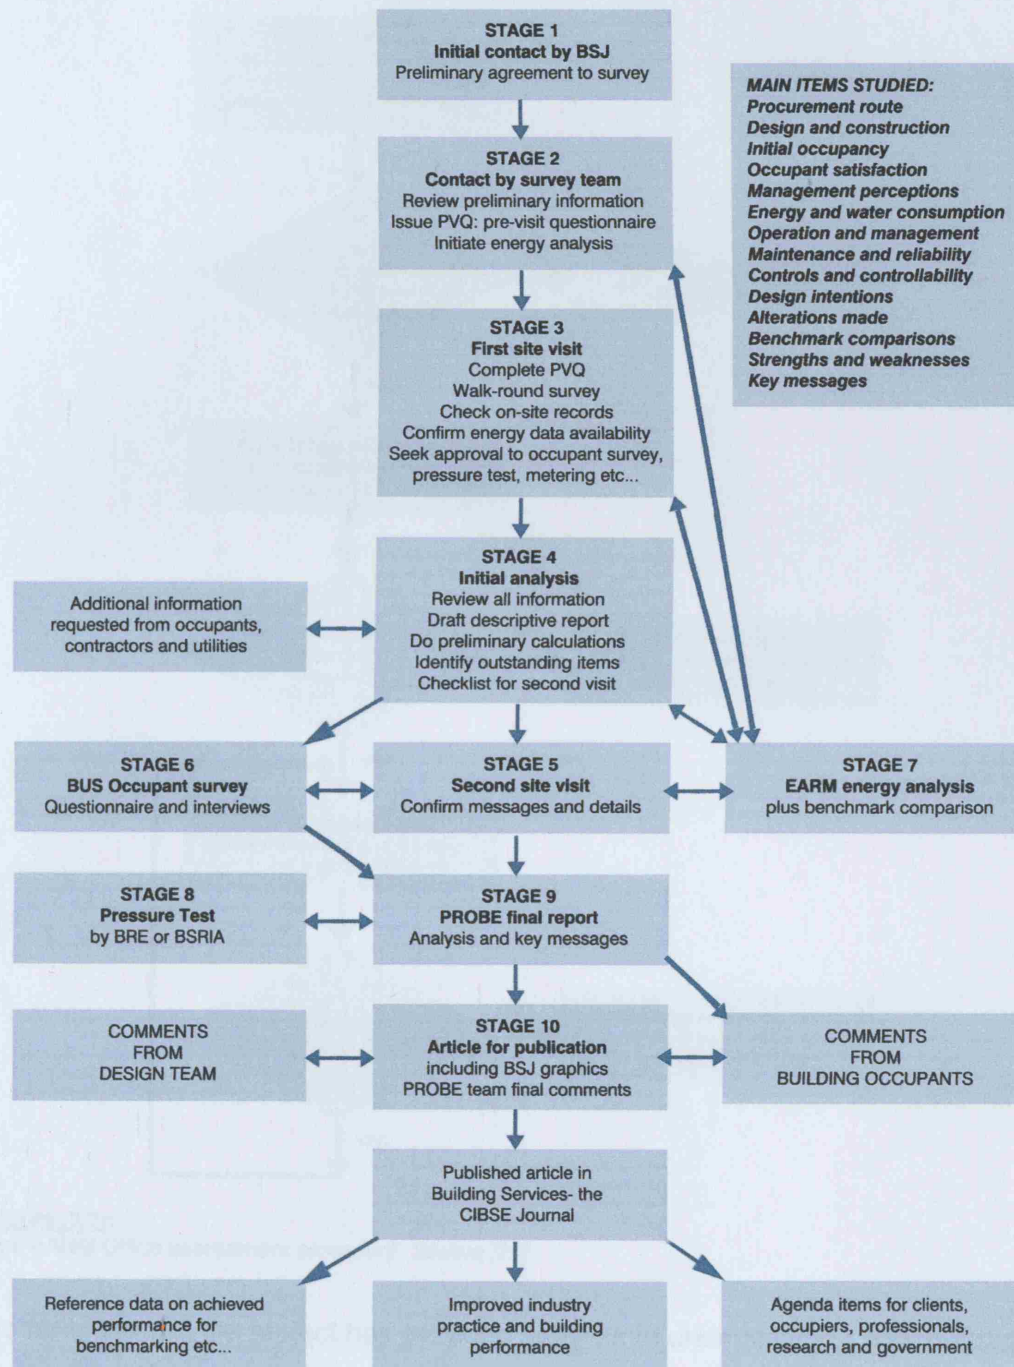 STAGE 1
Initial contact by BSJ
Preliminary agreement to survey
MAIN ITEMS STUDIED:
Procurement route
Design and construction
Initial occupancy
Occupant satisfaction
Management perceptions
Energy and water consumption
Operation and management
Maintenance and reliability
Controls and controllability
Design intentions
Alterations made
Benchmark comparisons
Strengths and weaknesses
Key messages
STAGE 2
Contact by survey team
Review preliminary information
Issue PVQ: pre-visit questionnaire
Initiate energy analysis
STAGE 3
First site visit
Complete PVQ
Walk-round survey
Check on-site records
Confirm energy data availability
Seek approval to occupant survey,
pressure test, metering etc...
STAGE 4
Initial analysis
Review all information
Draft descriptive report
Do preliminary calculations
Identify outstanding items
Checklist for second visit
Additional information
requested from occupants,
contractors and utilities
STAGE 6
BUS Occupant survey
Questionnaire and interviews
STAGE 5
Second site visit
Confirm messages and details
STAGE 7
EARM energy analysis
plus benchmark comparison
STAGE 8
Pressure Test
by BRE or BSRIA
STAGE 9
PROBE final report
Analysis and key messages
COMMENTS
FROM
DESIGN TEAM
STAGE 10
Article for publication
including BSJ graphics
PROBE team final comments
COMMENTS
FROM
BUILDING OCCUPANTS
Published article in
Building Services- the
CIBSE Journal
Reference data on achieved
performance for
benchmarking etc...
Improved industry
practice and building
performance
Agenda items for clients,
occupiers, professionals,
research and government